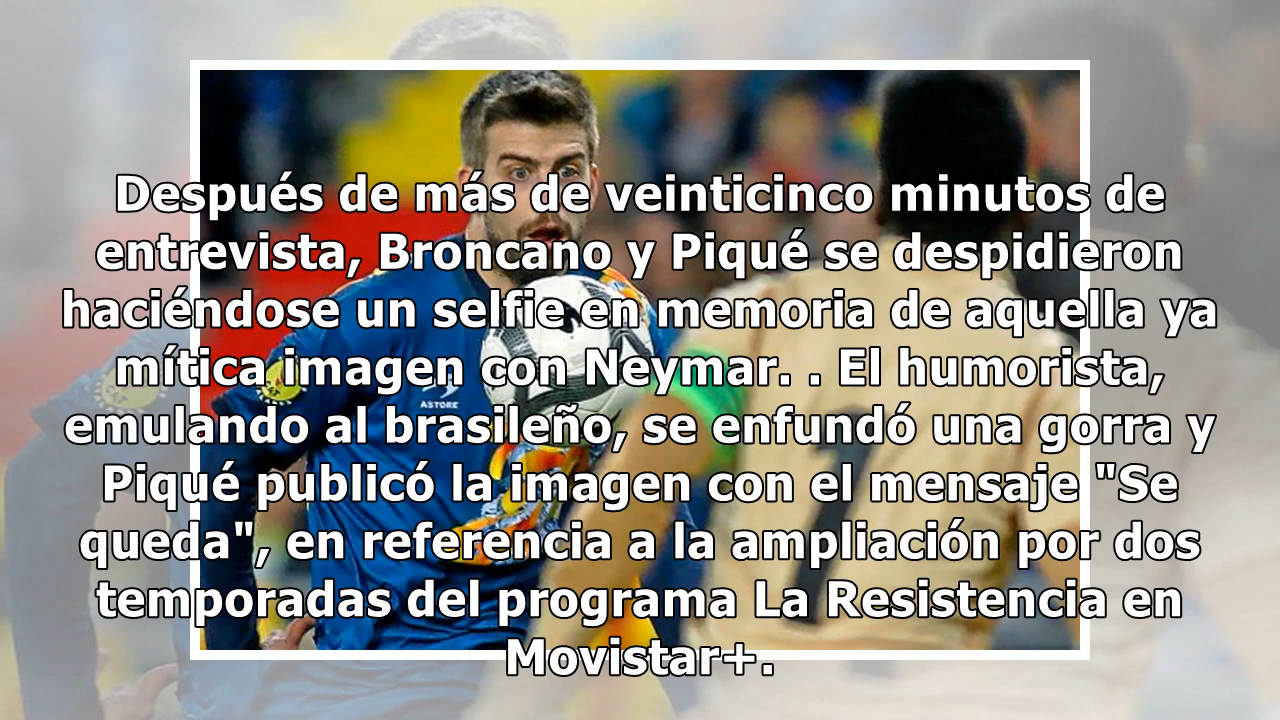 Después de más de veinticinco minutos de
entrevista, Broncano y Piqué se despidieron
haciéndose un selfie en memoria de aquella ya
mítica imagen con Neymar. . El humorista,
emulando al brasileño, se enfundó una gorra y
Piqué publicó la imagen con el mensaje "Se
queda", en referencia a la ampliación por dos
temporadas del programa La Resistencia en
Movistar+.
ASTORE
1